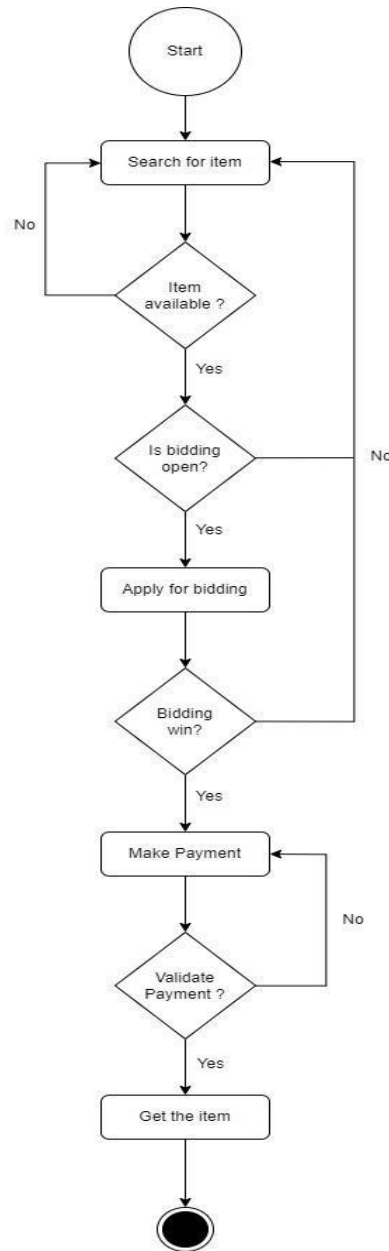 Start
Search for item
No
Item
available ?
Yes
Is bidding
open?
No
Yes
Apply for bidding
Bidding
win?
Yes
Make Payment
No
Validate
Payment ?
Yes
Get the item